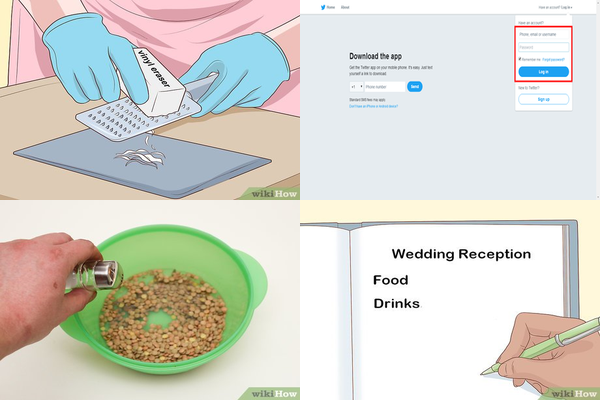 vinyl eraser
wikiHow
Home
About
Have an account? Log in
Have an account?
Phone, email or username
Password
Remember me · Forgot password?
Log in
New to Twitter?
Sign up
Download the app
Get the Twitter app on your mobile phone. It's easy. Just text
yourself a link to download.
+1
Phone number
Send
Standard SMS fees may apply.
Don't have an iPhone or Android device?
wikiHow
Wedding Reception
Food
Drinks
wikiHow